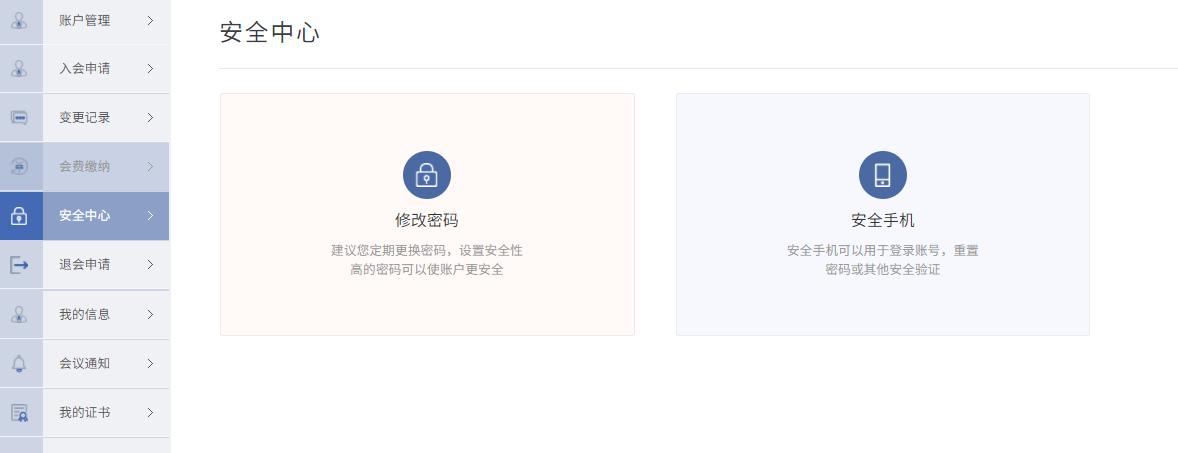 账户管理
入会申请
变更记录
会费缴纳
安全中心
退会申请
我的信息
会议通知
我的证书
安全中心
修改密码
建议您定期更换密码，设置安全性
高的密码可以使账户更安全
安全手机
安全手机可以用于登录账号，重置
密码或其他安全验证